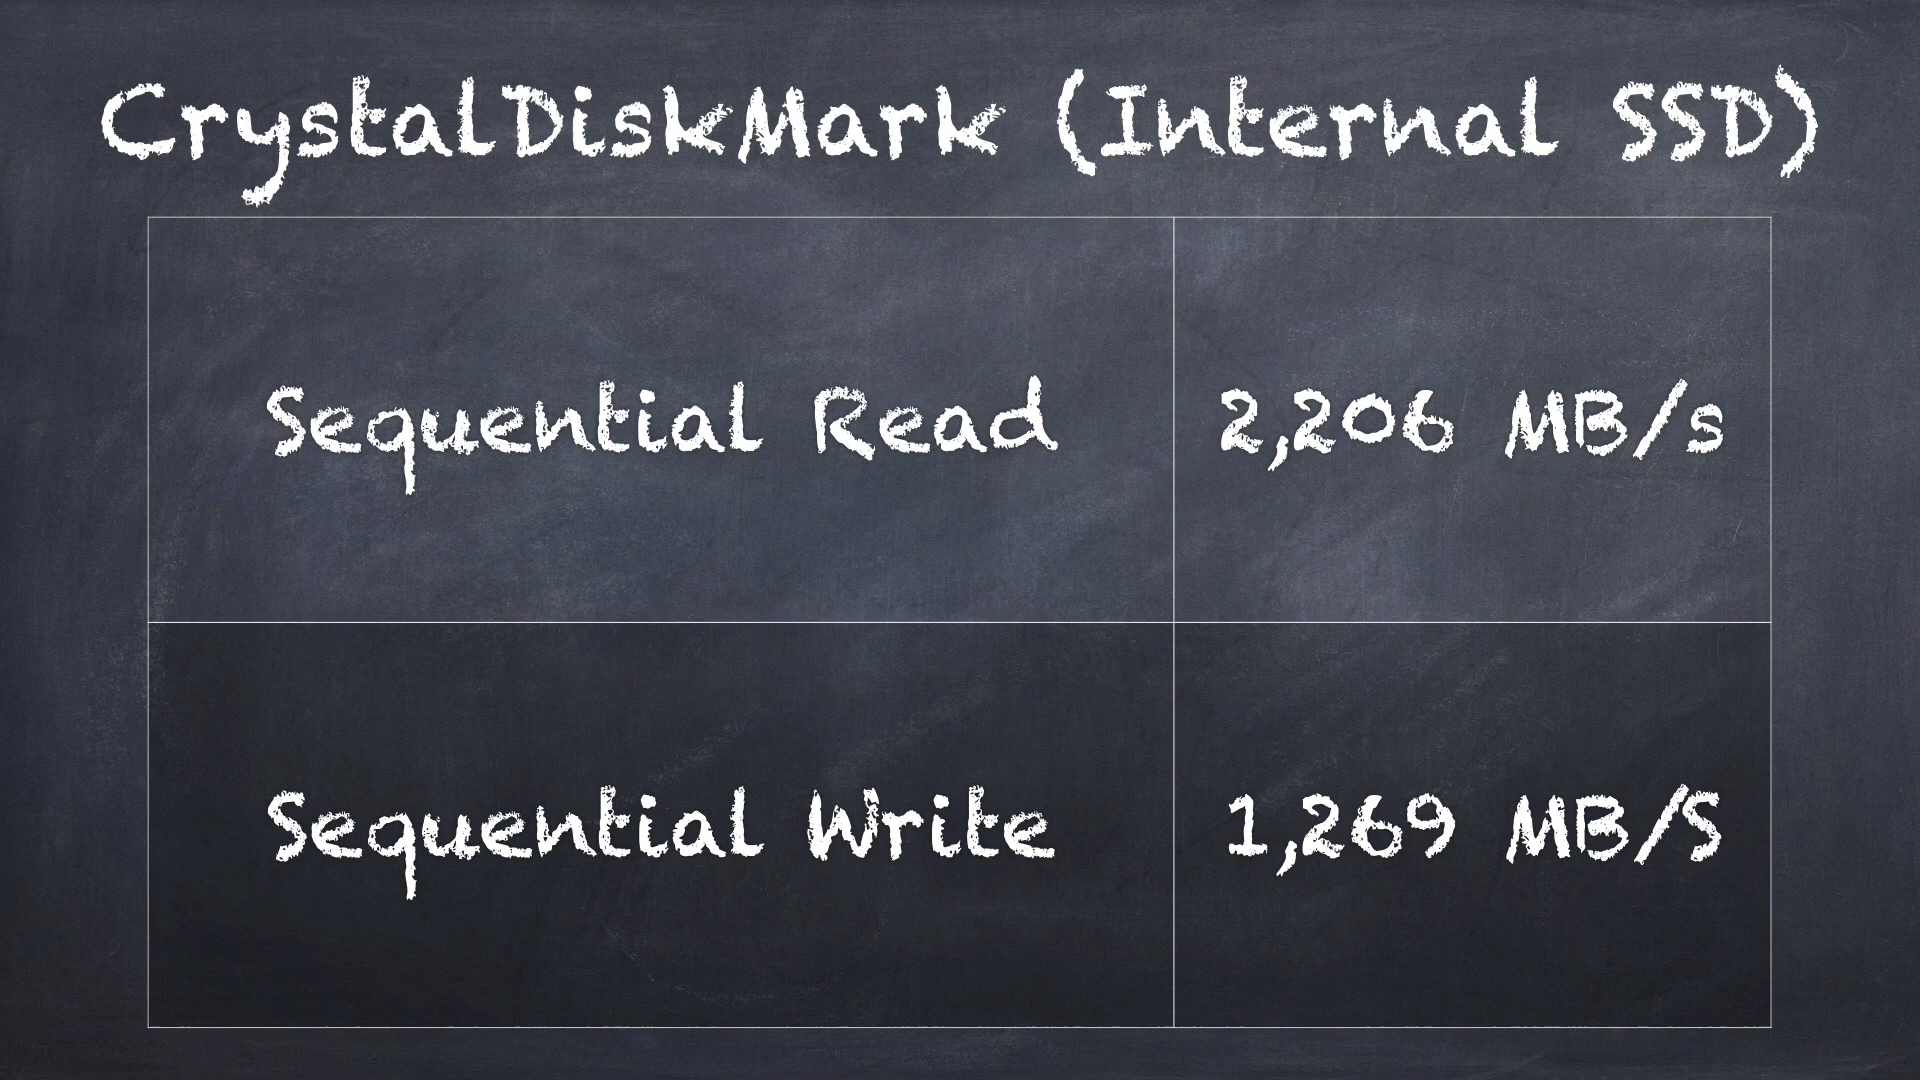 CrystalDiskMark (Internal SSD)
Sequential Read 2,206 MB/s
Sequential Write 1,269 MB/S